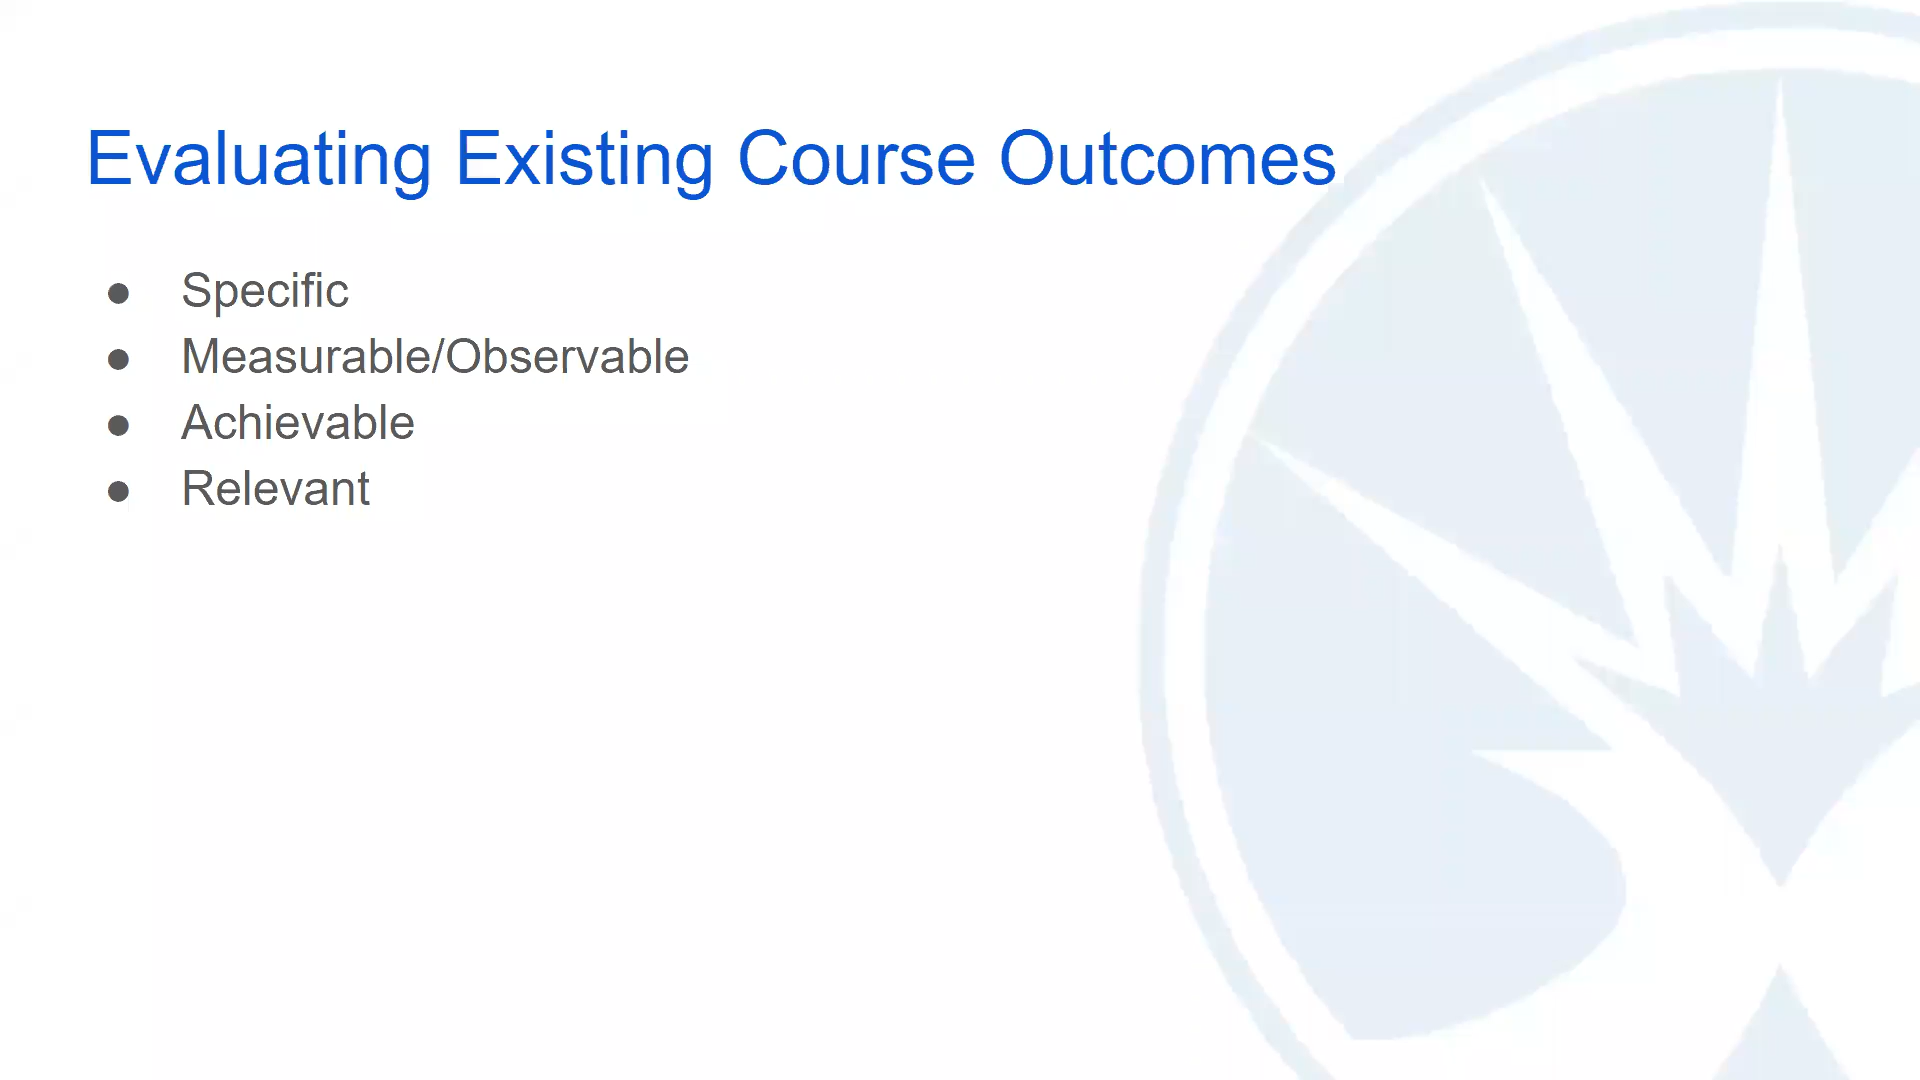 Evaluating Existing Course Outcomes
● Specific
● Measurable/Observable
● Achievable
● Relevant